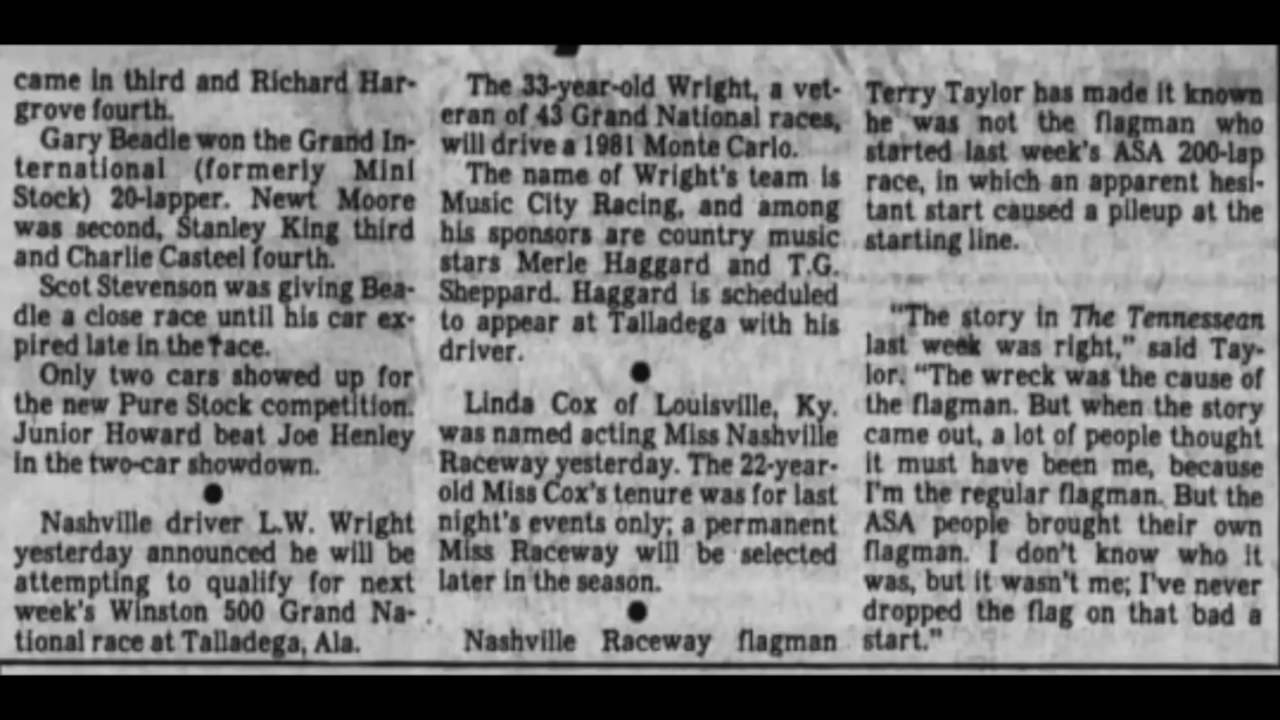 came in third and Richard Har-
grove fourth.
Gary Beadle won the Grand In-
ternational (formerly Mini
Stock) 20-lapper. Newt Moore
was second, Stanley King third
and Charlie Casteel fourth.
Scot Stevenson was giving Bea-
dle a close race until his car ex-
pired late in the race.
Only two cars showed up for
the new Pure Stock competition.
Junior Howard beat Joe Henley
in the two-car showdown.
●
Nashville driver L.W. Wright
yesterday announced he will be
attempting to qualify for next
week's Winston 500 Grand Na-
tional race at Talladega, Ala.
The 33-year-old Wright, a vet-
eran of 43 Grand National races,
will drive a 1981 Monte Carlo.
The name of Wright's team is
Music City Racing, and among
his sponsors are country music
stars Merle Haggard and T.G.
Sheppard. Haggard is scheduled
to appear at Talladega with his
driver.
●
Linda Cox of Louisville, Ky.
was named acting Miss Nashville
Raceway yesterday. The 22-year-
old Miss Cox's tenure was for last
night's events only; a permanent
Miss Raceway will be selected
later in the season.
●
Nashville Raceway flagman
Terry Taylor has made it known
he was not the flagman who
started last week's ASA 200-lap
race, in which an apparent hesi-
tant start caused a pileup at the
starting line.
"The story in The Tennessean
last week was right," said Tay-
lor. "The wreck was the cause of
the flagman. But when the story
came out, a lot of people thought
it must have been me, because
I'm the regular flagman. But the
ASA people brought their own
flagman. I don't know who it
was, but it wasn't me; I've never
dropped the flag on that bad a
start."